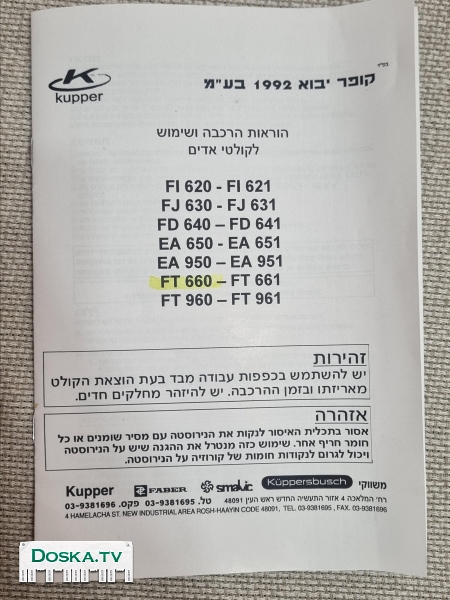 בס"ד
קופר יבוא 1992 בע"מ
kupper
הוראות הרכבה ושימוש
לקולטי אדים
FI 620 - FI 621
FJ 630 - FJ 631
FD 640 – FD 641
EA 650 - EA 651
EA 950 – EA 951
FT 660 – FT 661
FT 960 – FT 961
זהירות
יש להשתמש בכפפות עבודה מבד בעת הוצאת הקולט
מאריזתו ובזמן ההרכבה. יש להיזהר מחלקים חדים.
אזהרה
אסור בתכלית האיסור לנקות את הנירוסטה עם מסיר שומנים או כל
חומר חריף אחר. שימוש כזה מנטרל את ההגנה שיש על הנירוסטה
ויכול לגרום לנקודות חומות של קורוזיה על הנירוסטה.
משווקי Küppersbusch smalvic FABER Kupper
רח' המלאכה 4 אזור התעשיה החדש ראש העין 48091 טל. 03-9381695 פקס. 03-9381696
4 HAMELACHA ST. NEW INDUSTRIAL AREA ROSH-HAAYIN CODE 48091, TEL. 03-9381695, FAX. 03-9381696
DOSKA.TV